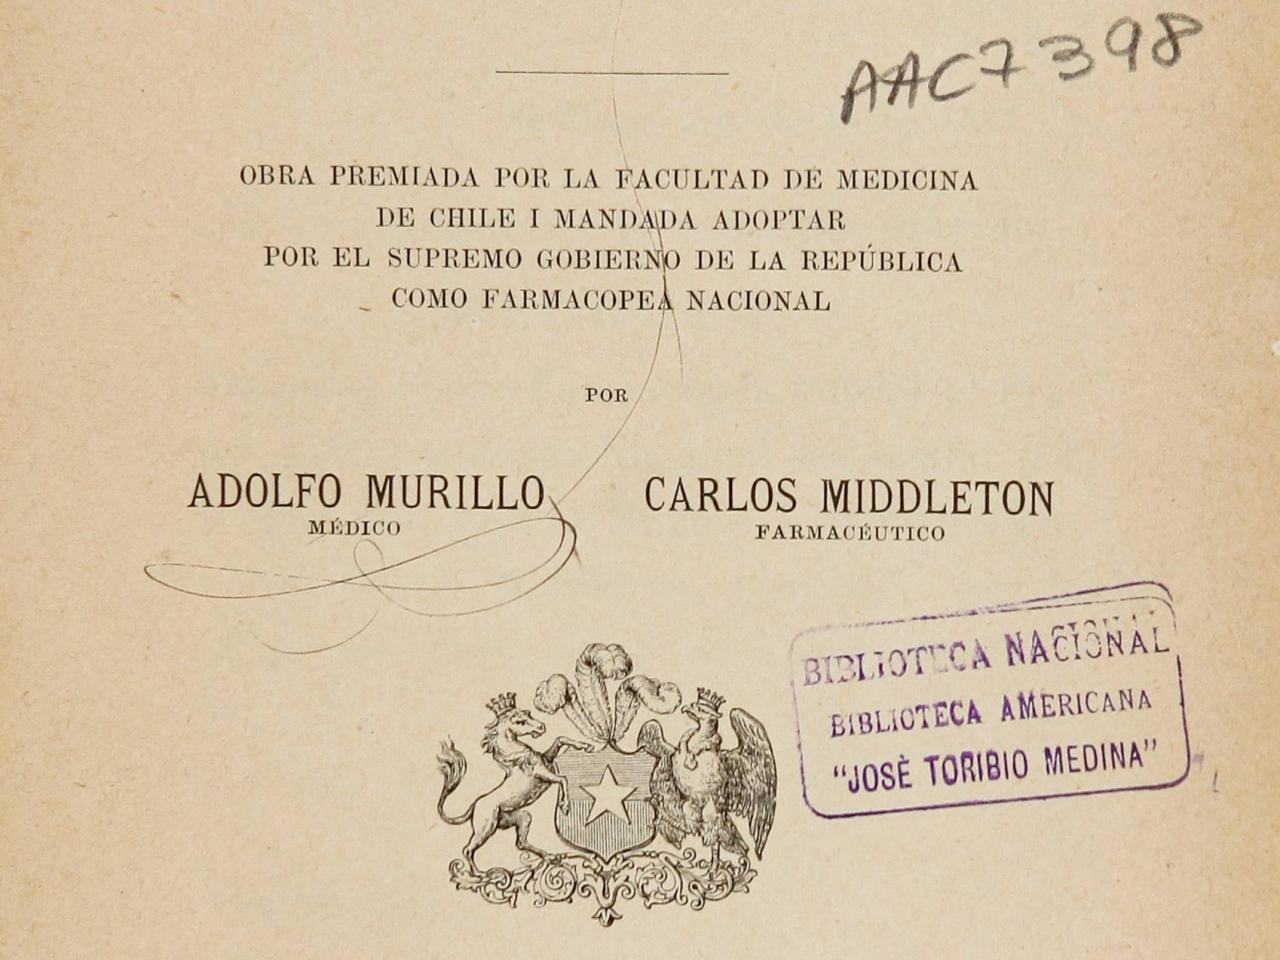 AAC7398
OBRA PREMIADA POR LA FACULTAD DE MEDICINA
DE CHILE I MANDADA ADOPTAR
POR EL SUPREMO GOBIERNO DE LA REPÚBLICA
COMO FARMACOPEA NACIONAL
POR
ADOLFO MURILLO
MÉDICO
CARLOS MIDDLETON
FARMACÉUTICO
BIBLIOTECA NACIONAL
BIBLIOTECA AMERICANA
"JOSÈ TORIBIO MEDINA"